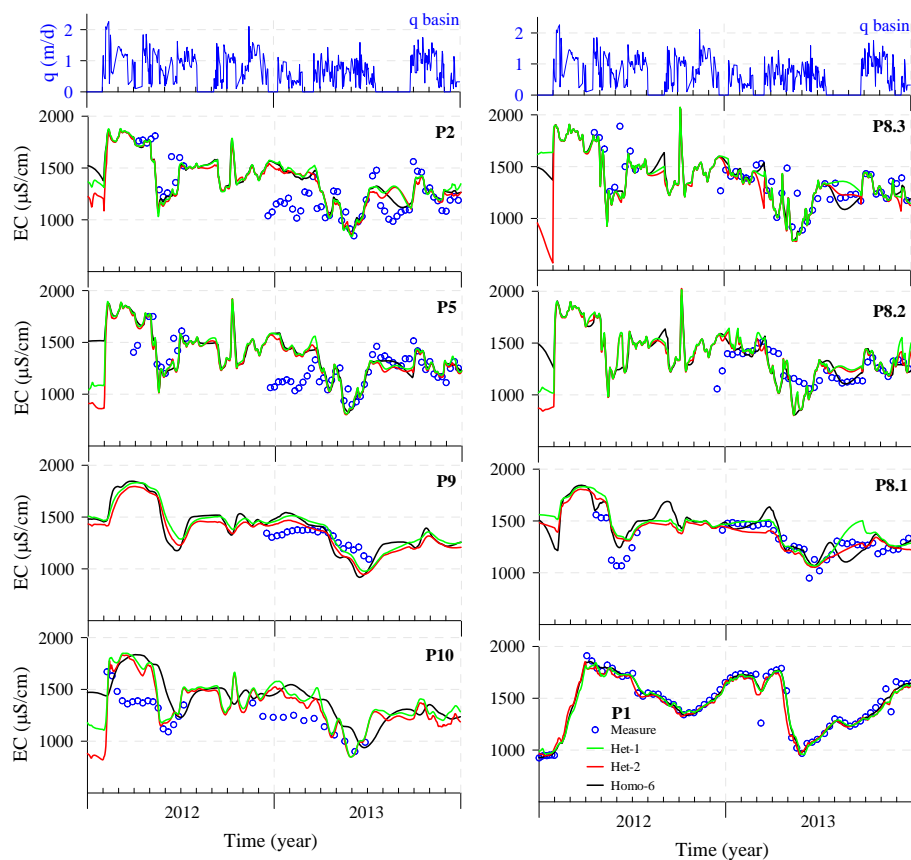 q basin
q (m/d)
2
1
0
2000
P2
1500
1000
EC (µS/cm)
2000
P5
1500
1000
EC (µS/cm)
2000
P9
1500
1000
EC (µS/cm)
2000
P10
1500
1000
EC (µS/cm)
2012
2013
Time (year)
q basin
2
1
0
2000
P8.3
1500
1000
2000
P8.2
1500
1000
2000
P8.1
1500
1000
2000
1500
1000
P1
Measure
Het-1
Het-2
Homo-6
2012
2013
Time (year)